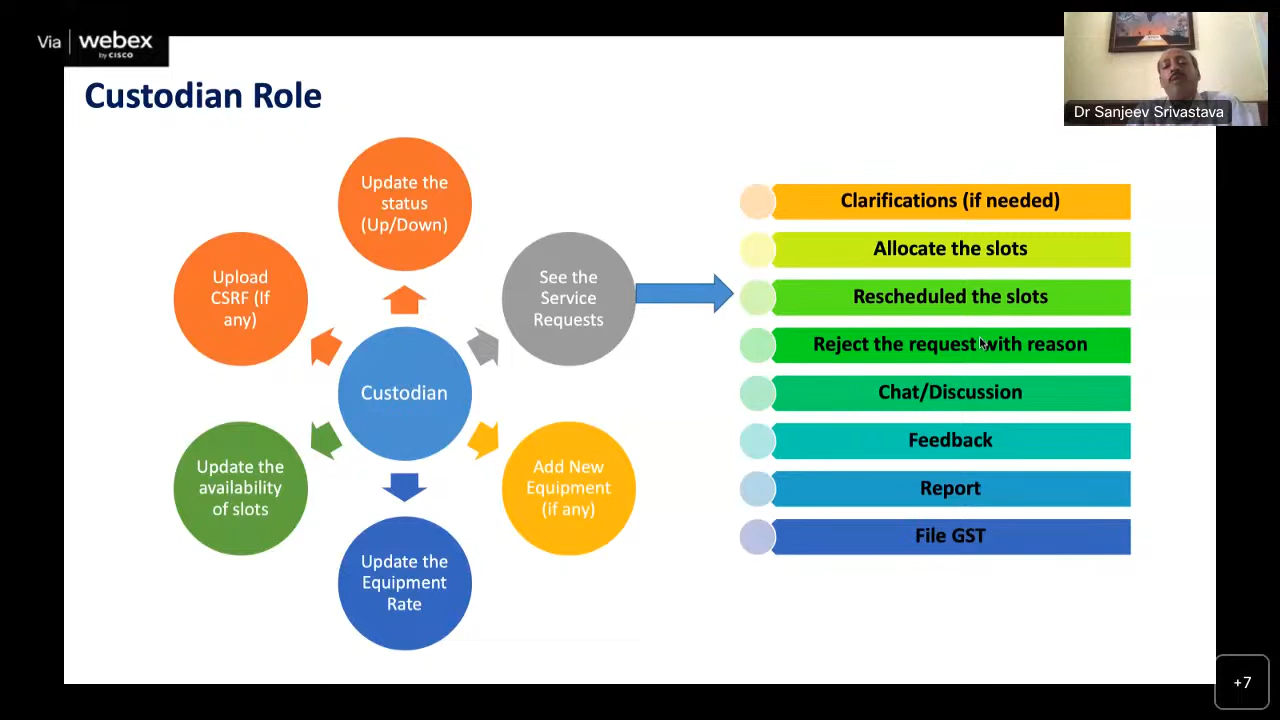 Via webex
by CISCO
Dr Sanjeev Srivastava
Custodian Role
Update the
status
(Up/Down)
Upload
CSRF (If
any)
See the
Service
Requests
Custodian
Update the
availability
of slots
Add New
Equipment
(if any)
Update the
Equipment
Rate
Clarifications (if needed)
Allocate the slots
Rescheduled the slots
Reject the request with reason
Chat/Discussion
Feedback
Report
File GST
+7